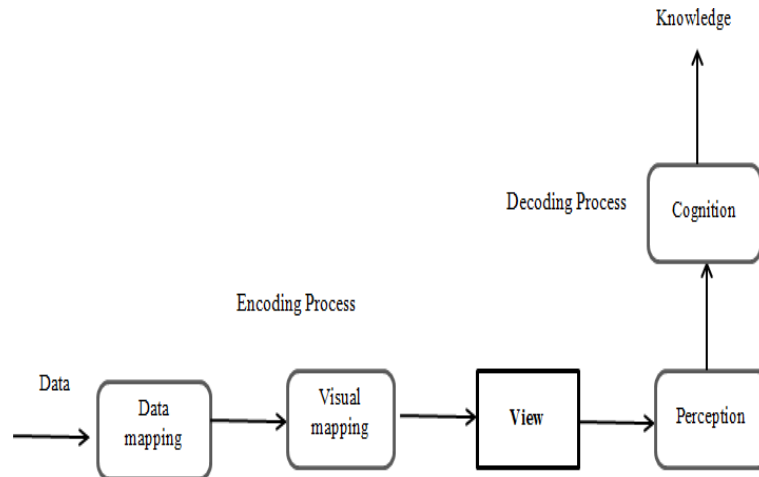 Knowledge
Decoding Process
Cognition
Encoding Process
Data
Data
mapping
Visual
mapping
View
Perception